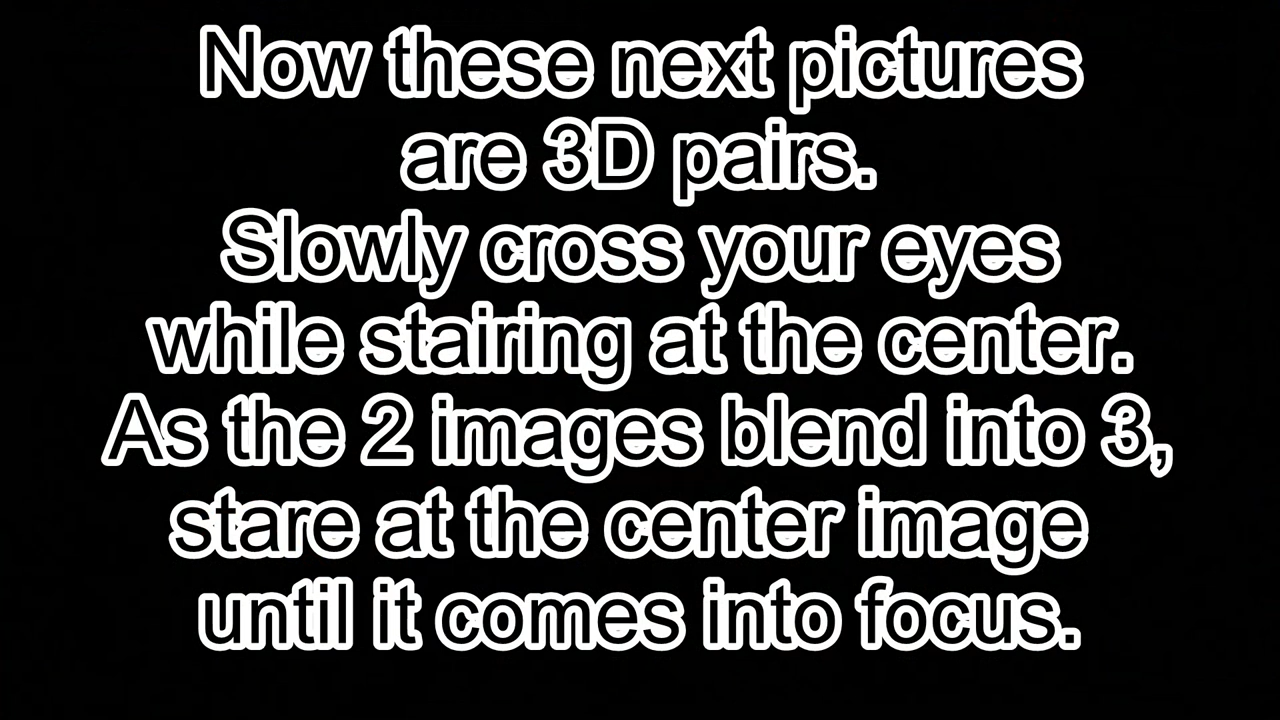 Now these next pictures
are 3D pairs.
Slowly cross your eyes
while stairing at the center.
As the 2 images blend into 3,
stare at the center image
until it comes into focus.